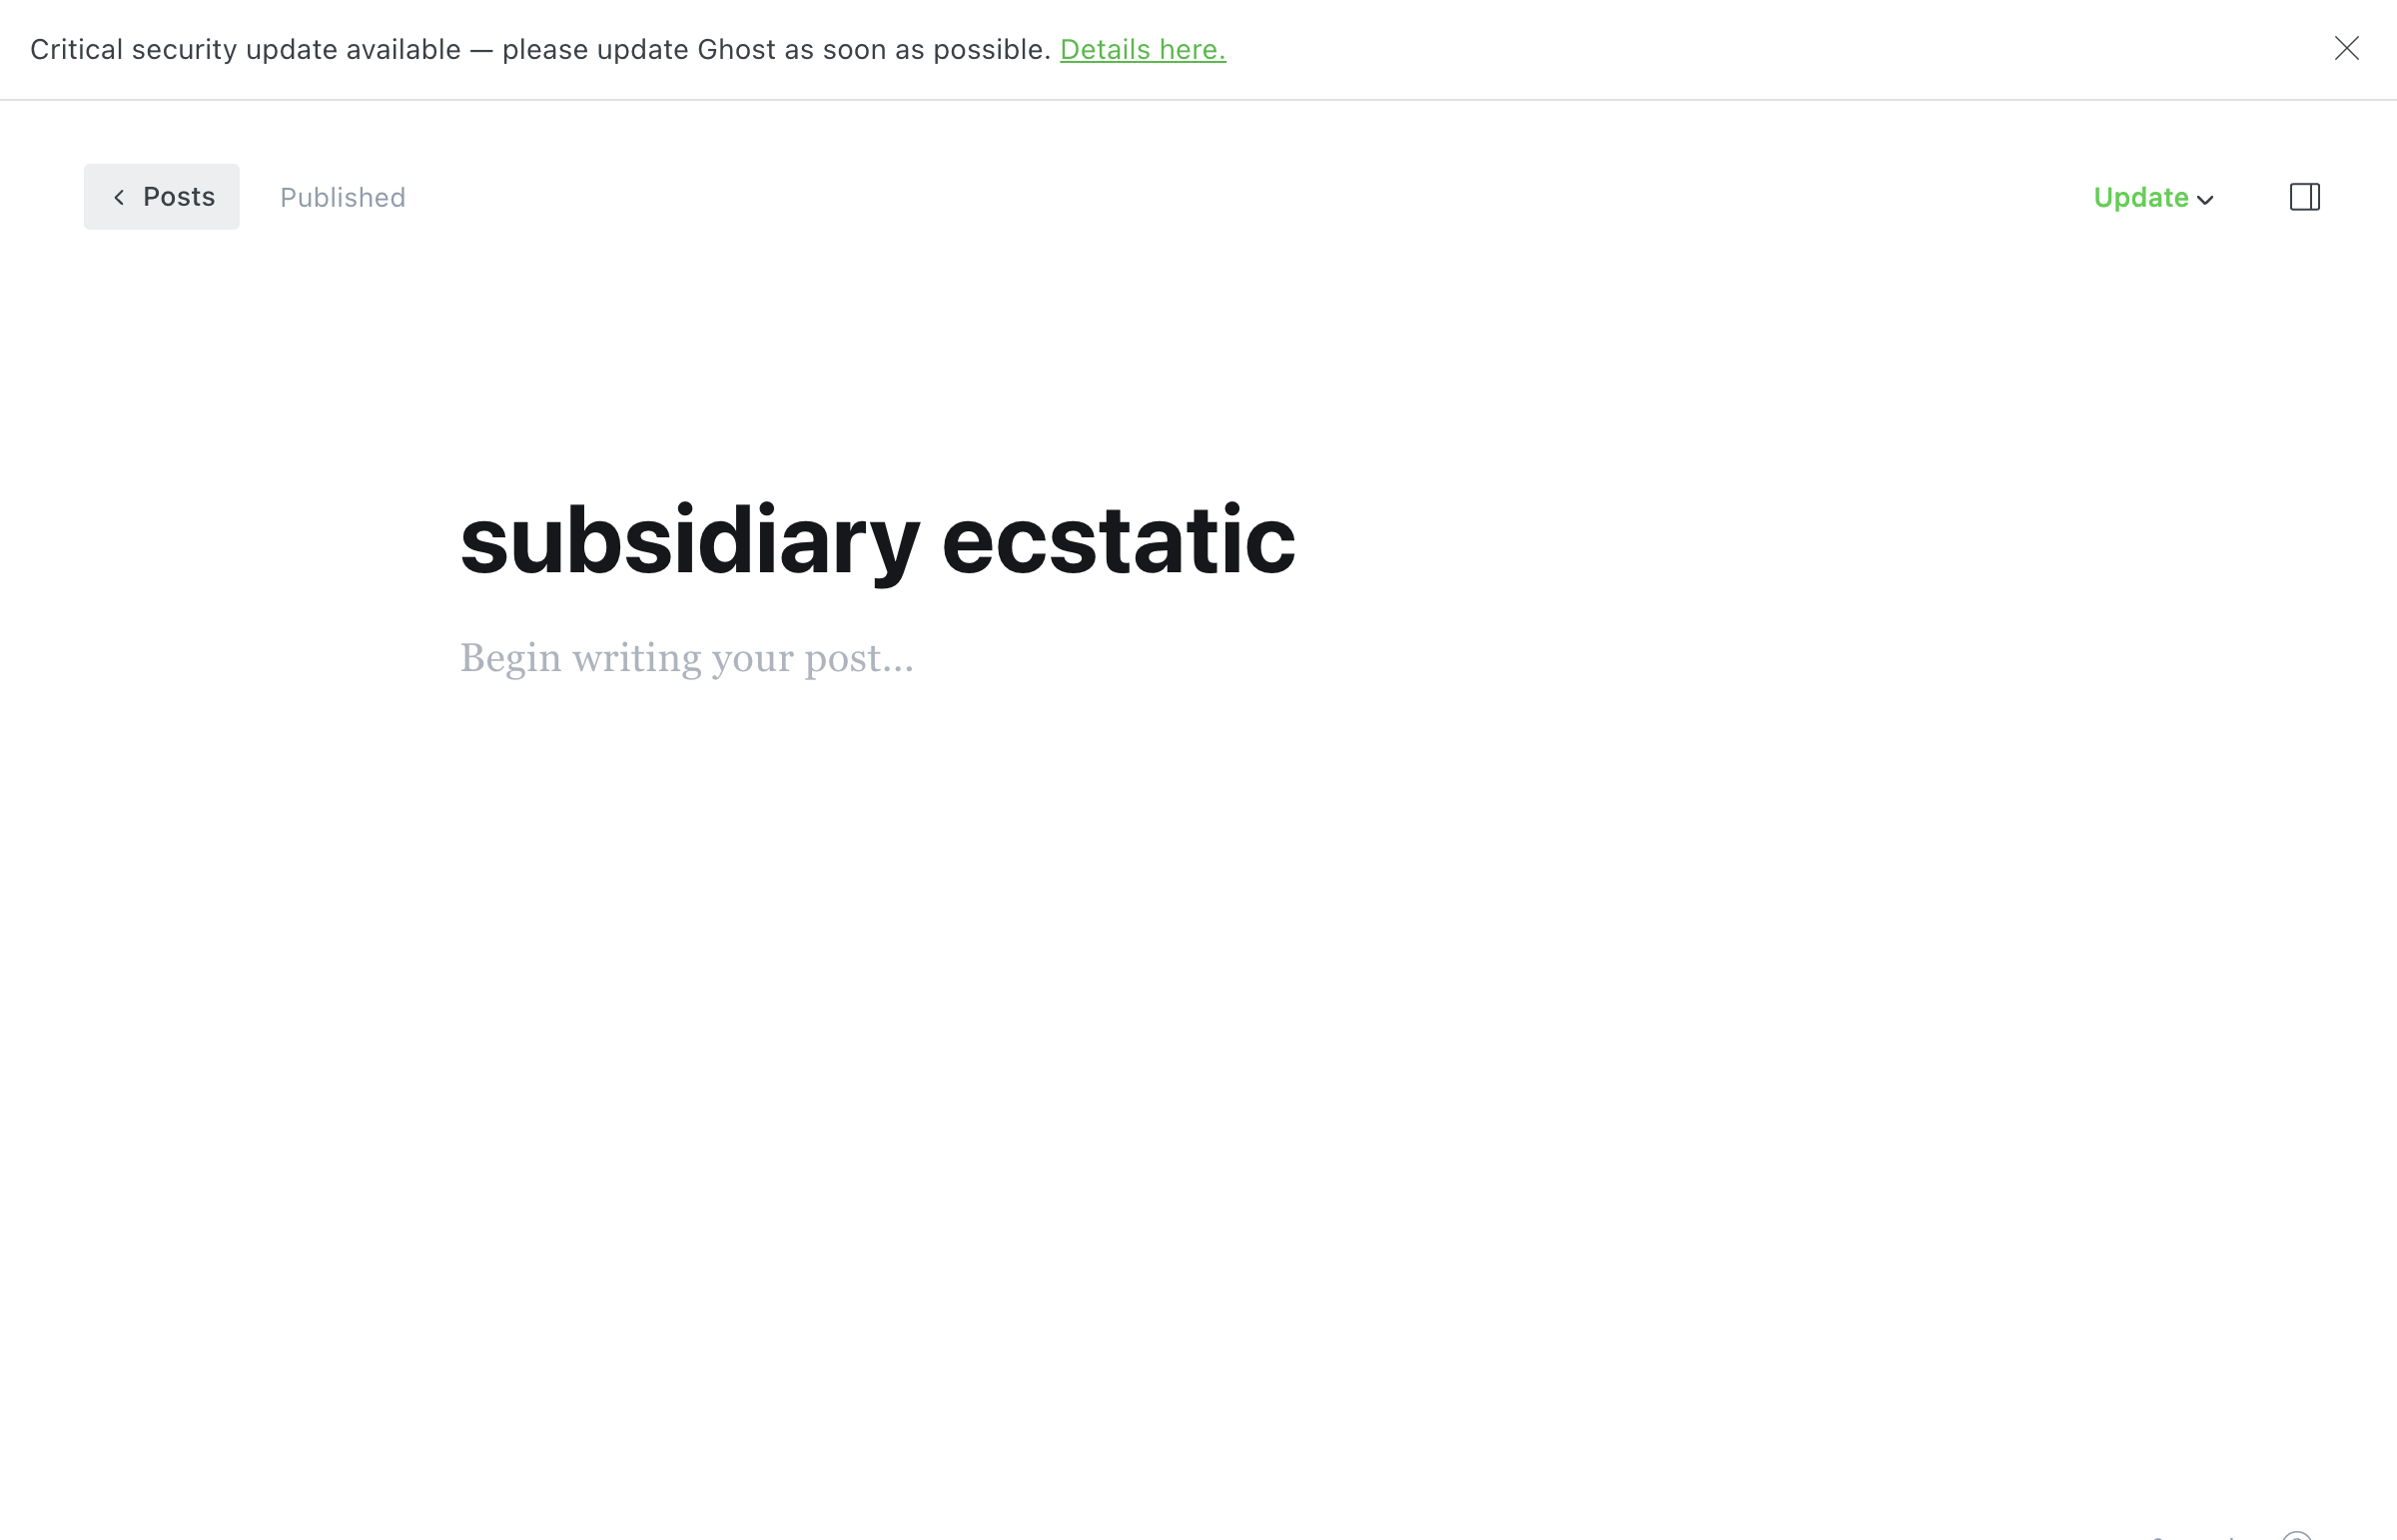 Critical security update available — please update Ghost as soon as possible. Details here.
Posts
Published
Update
subsidiary ecstatic
Begin writing your post...